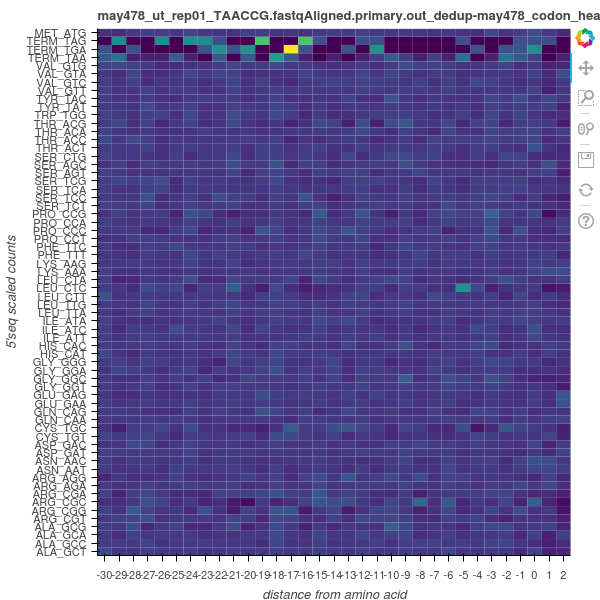 may478_ut_rep01_TAACCG.fastqAligned.primary.out_dedup-may478_codon_hea
MET_ATG
TERM_TAG
TERM_TGA
TERM_TAA
VAL_GTG
VAL_GTA
VAL_GTC
VAL_GTT
TYR_TAC
TYR_TAT
TRP_TGG
THR_ACG
THR_ACA
THR_ACC
THR_ACT
SER_CTG
SER_AGC
SER_AGT
SER_TCG
SER_TCA
SER_TCC
SER_TCT
PRO_CCG
PRO_CCA
PRO_CCC
PRO_CCT
PHE_TTC
PHE_TTT
LYS_AAG
LYS_AAA
LEU_CTA
LEU_CTC
LEU_CTT
LEU_TTG
LEU_TTA
ILE_ATA
ILE_ATC
ILE_ATT
HIS_CAC
HIS_CAT
GLY_GGG
GLY_GGA
GLY_GGC
GLY_GGT
GLU_GAG
GLU_GAA
GLN_CAG
GLN_CAA
CYS_TGC
CYS_TGT
ASP_GAC
ASP_GAT
ASN_AAC
ASN_AAT
ARG_AGG
ARG_AGA
ARG_CGA
ARG_CGC
ARG_CGG
ARG_CGT
ALA_GCG
ALA_GCA
ALA_GCC
ALA_GCT
5'seq scaled counts
-30 -29 -28 -27 -26 -25 -24 -23 -22 -21 -20 -19 -18 -17 -16 -15 -14 -13 -12 -11 -10 -9 -8 -7 -6 -5 -4 -3 -2 -1 0 1 2
distance from amino acid